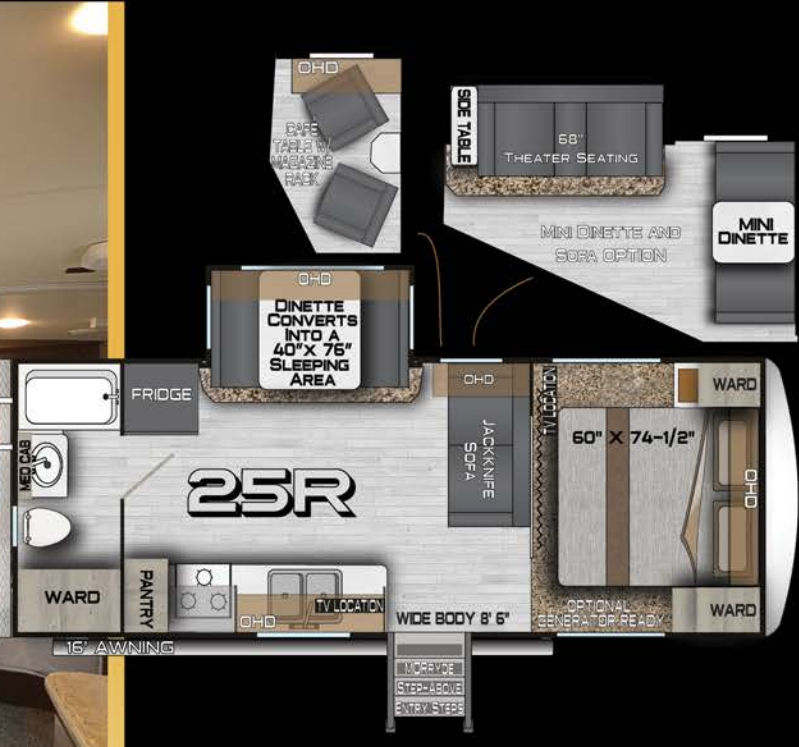 OHD
CAFE
TABLE W/
MAGAZINE
RACK
SIDE TABLE
68"
THEATER SEATING
MINI DINETTE AND
SOFA OPTION
MINI
DINETTE
OHD
DINETTE
CONVERTS
INTO A
40" X 76"
SLEEPING
AREA
FRIDGE
OHD
TV LOCATION
WARD
JACKKNIFE
SOFA
60" X 74-1/2"
OHD
MED CAB
25R
WARD
PANTRY
OHD
TV LOCATION
WIDE BODY 8' 6"
OPTIONAL
GENERATOR READY
WARD
16' AWNING
MORRYDE
STEP-ABOVE
ENTRY STEPS